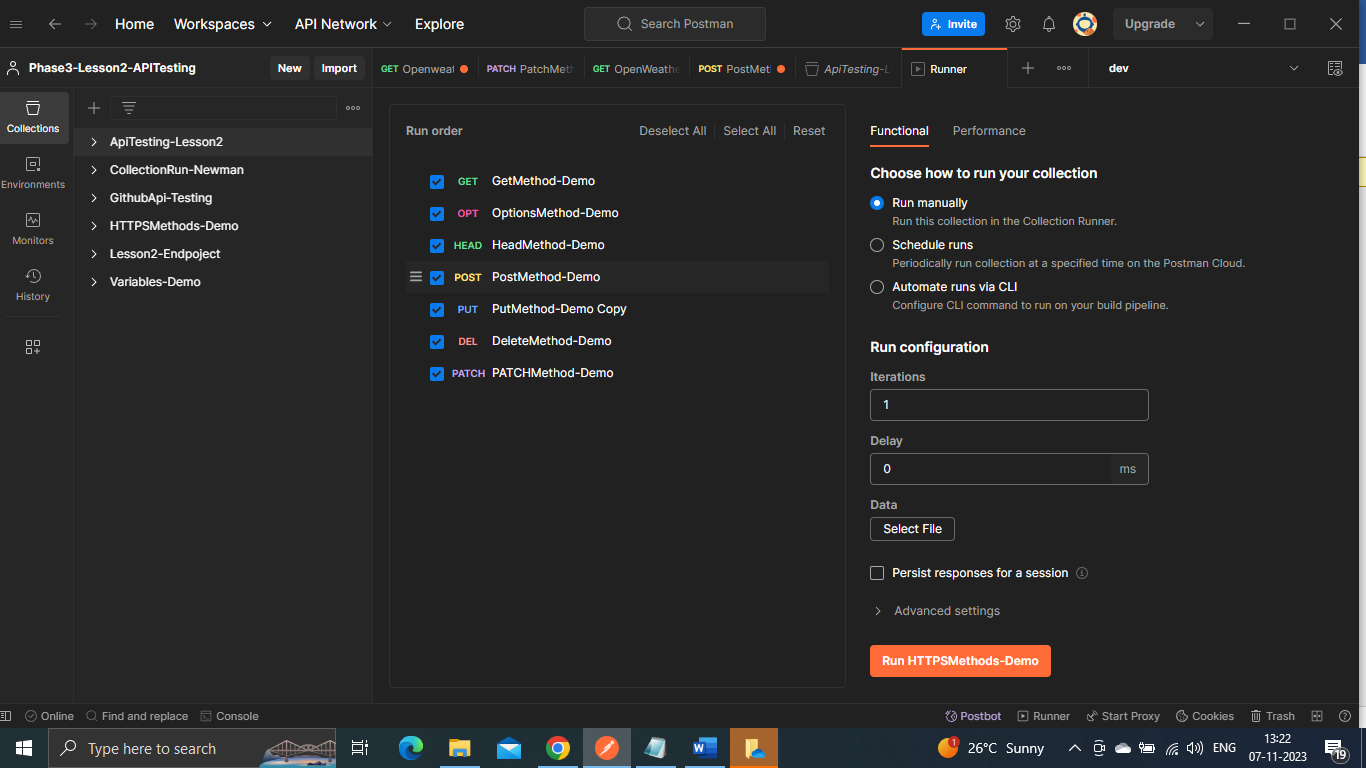 Home Workspaces API Network Explore Search Postman Invite Upgrade
Phase3-Lesson2-APITesting New Import GET Openweat PATCH PatchMeth GET OpenWeathe POST PostMet ApiTesting-L Runner dev
Collections
Environments
Monitors
History
ApiTesting-Lesson2
CollectionRun-Newman
GithubApi-Testing
HTTPSMethods-Demo
Lesson2-Endpoject
Variables-Demo
Run order Deselect All Select All Reset
GET GetMethod-Demo
OPT OptionsMethod-Demo
HEAD HeadMethod-Demo
POST PostMethod-Demo
PUT PutMethod-Demo Copy
DEL DeleteMethod-Demo
PATCH PATCHMethod-Demo
Functional Performance
Choose how to run your collection
Run manually
Run this collection in the Collection Runner.
Schedule runs
Periodically run collection at a specified time on the Postman Cloud.
Automate runs via CLI
Configure CLI command to run on your build pipeline.
Run configuration
Iterations
1
Delay
0 ms
Data
Select File
Persist responses for a session
Advanced settings
Run HTTPSMethods-Demo
Online Find and replace Console Postbot Runner Start Proxy Cookies Trash
Type here to search 1 26°C Sunny ENG 13:22
07-11-2023 19